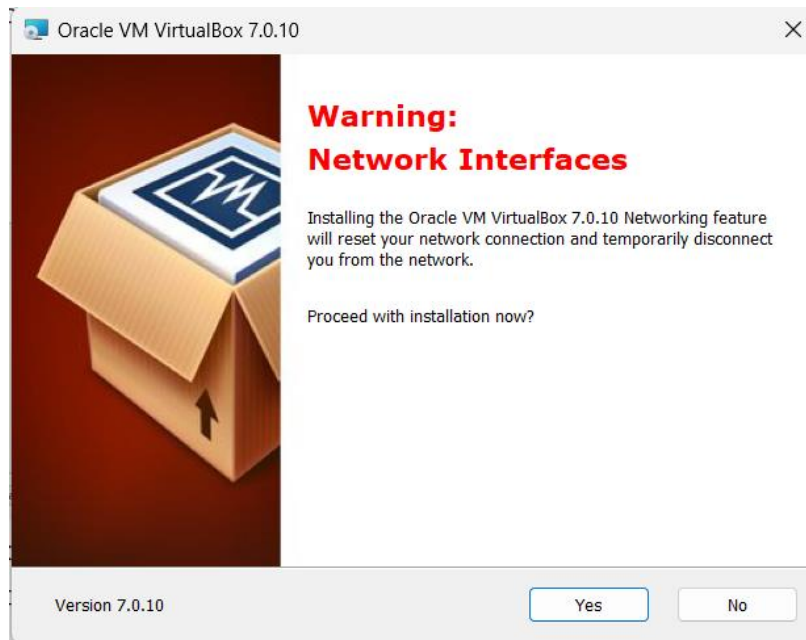 Oracle VM VirtualBox 7.0.10
Warning:
Network Interfaces
Installing the Oracle VM VirtualBox 7.0.10 Networking feature
will reset your network connection and temporarily disconnect
you from the network.
Proceed with installation now?
Version 7.0.10
Yes
No